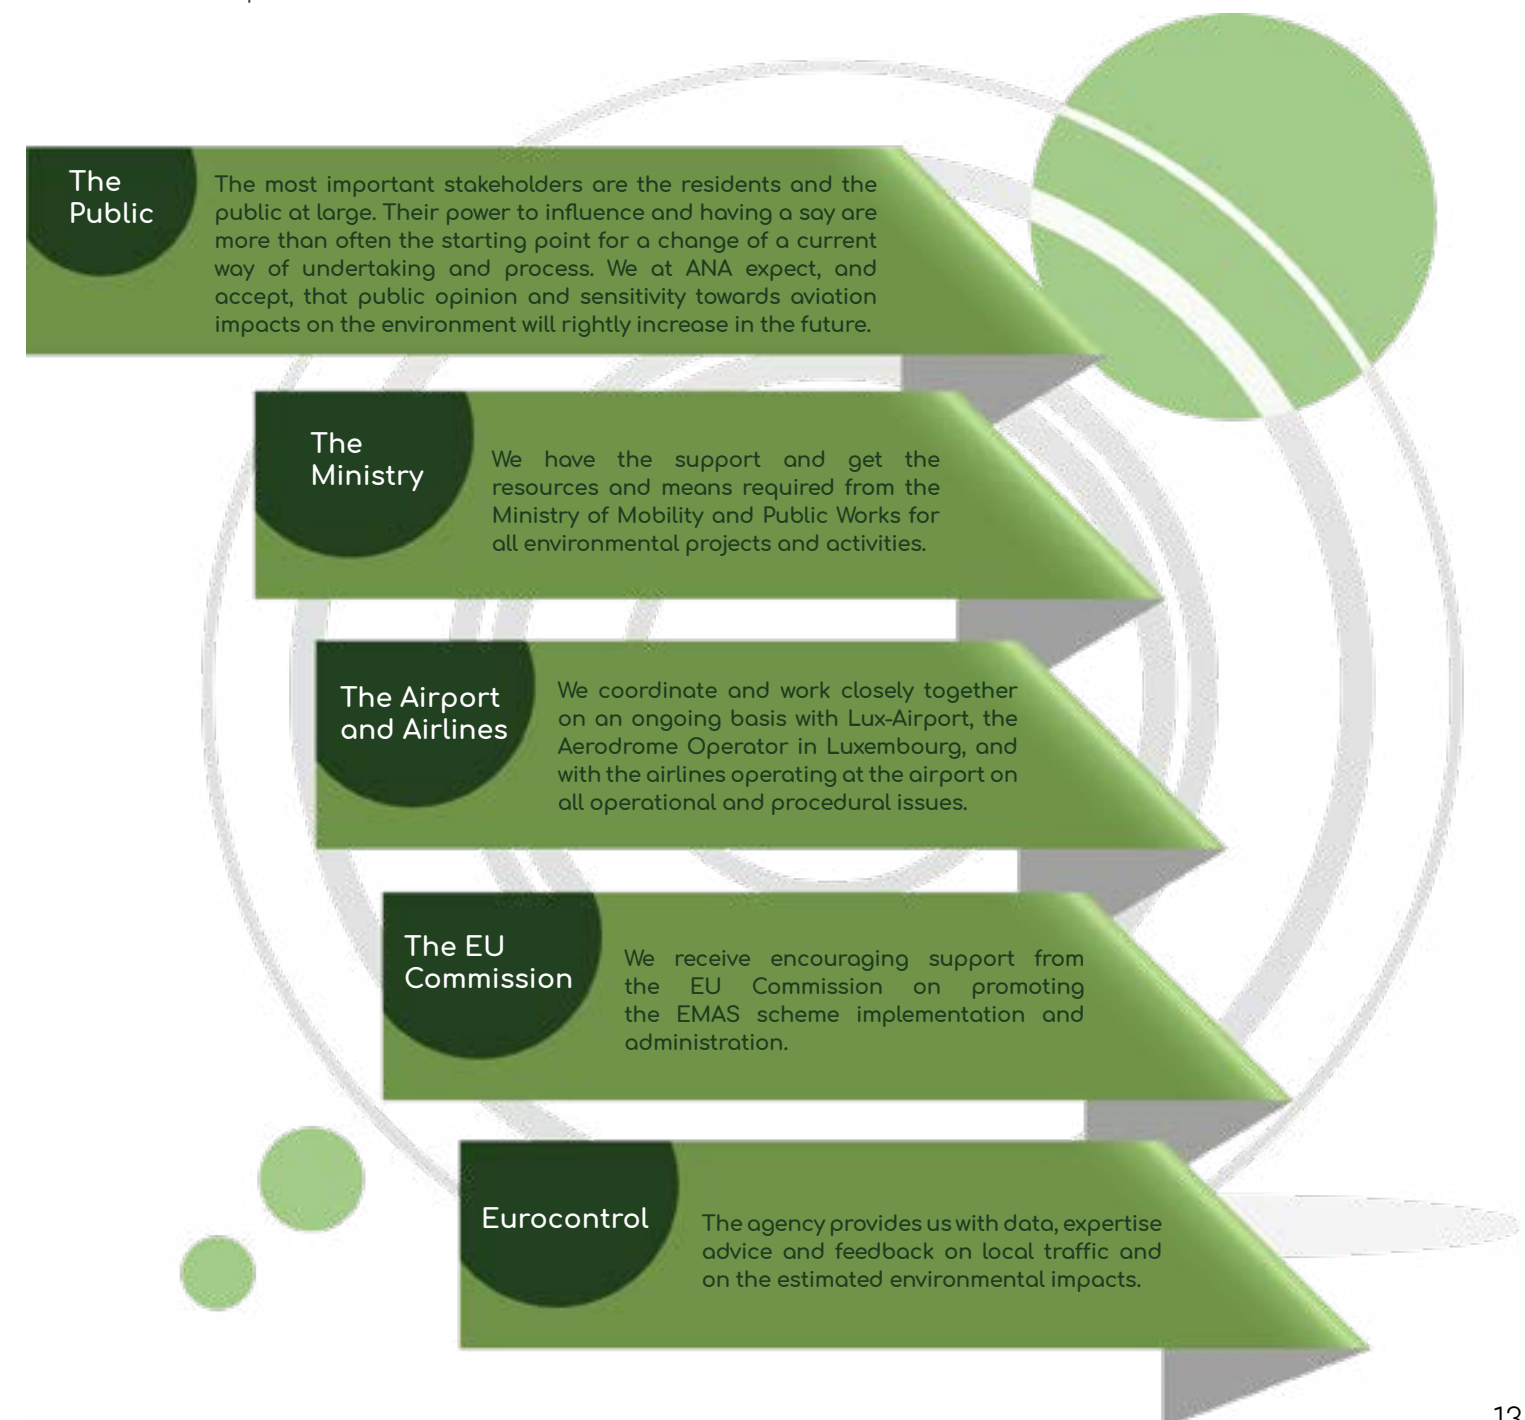 The
Public
The most important stakeholders are the residents and the
public at large. Their power to influence and having a say are
more than often the starting point for a change of a current
way of undertaking and process. We at ANA expect, and
accept, that public opinion and sensitivity towards aviation
impacts on the environment will rightly increase in the future.
The
Ministry
We have the support and get the
resources and means required from the
Ministry of Mobility and Public Works for
all environmental projects and activities.
The Airport
and Airlines
We coordinate and work closely together
on an ongoing basis with Lux-Airport, the
Aerodrome Operator in Luxembourg, and
with the airlines operating at the airport on
all operational and procedural issues.
The EU
Commission
We receive encouraging support from
the EU Commission on promoting
the EMAS scheme implementation and
administration.
Eurocontrol
The agency provides us with data, expertise
advice and feedback on local traffic and
on the estimated environmental impacts.